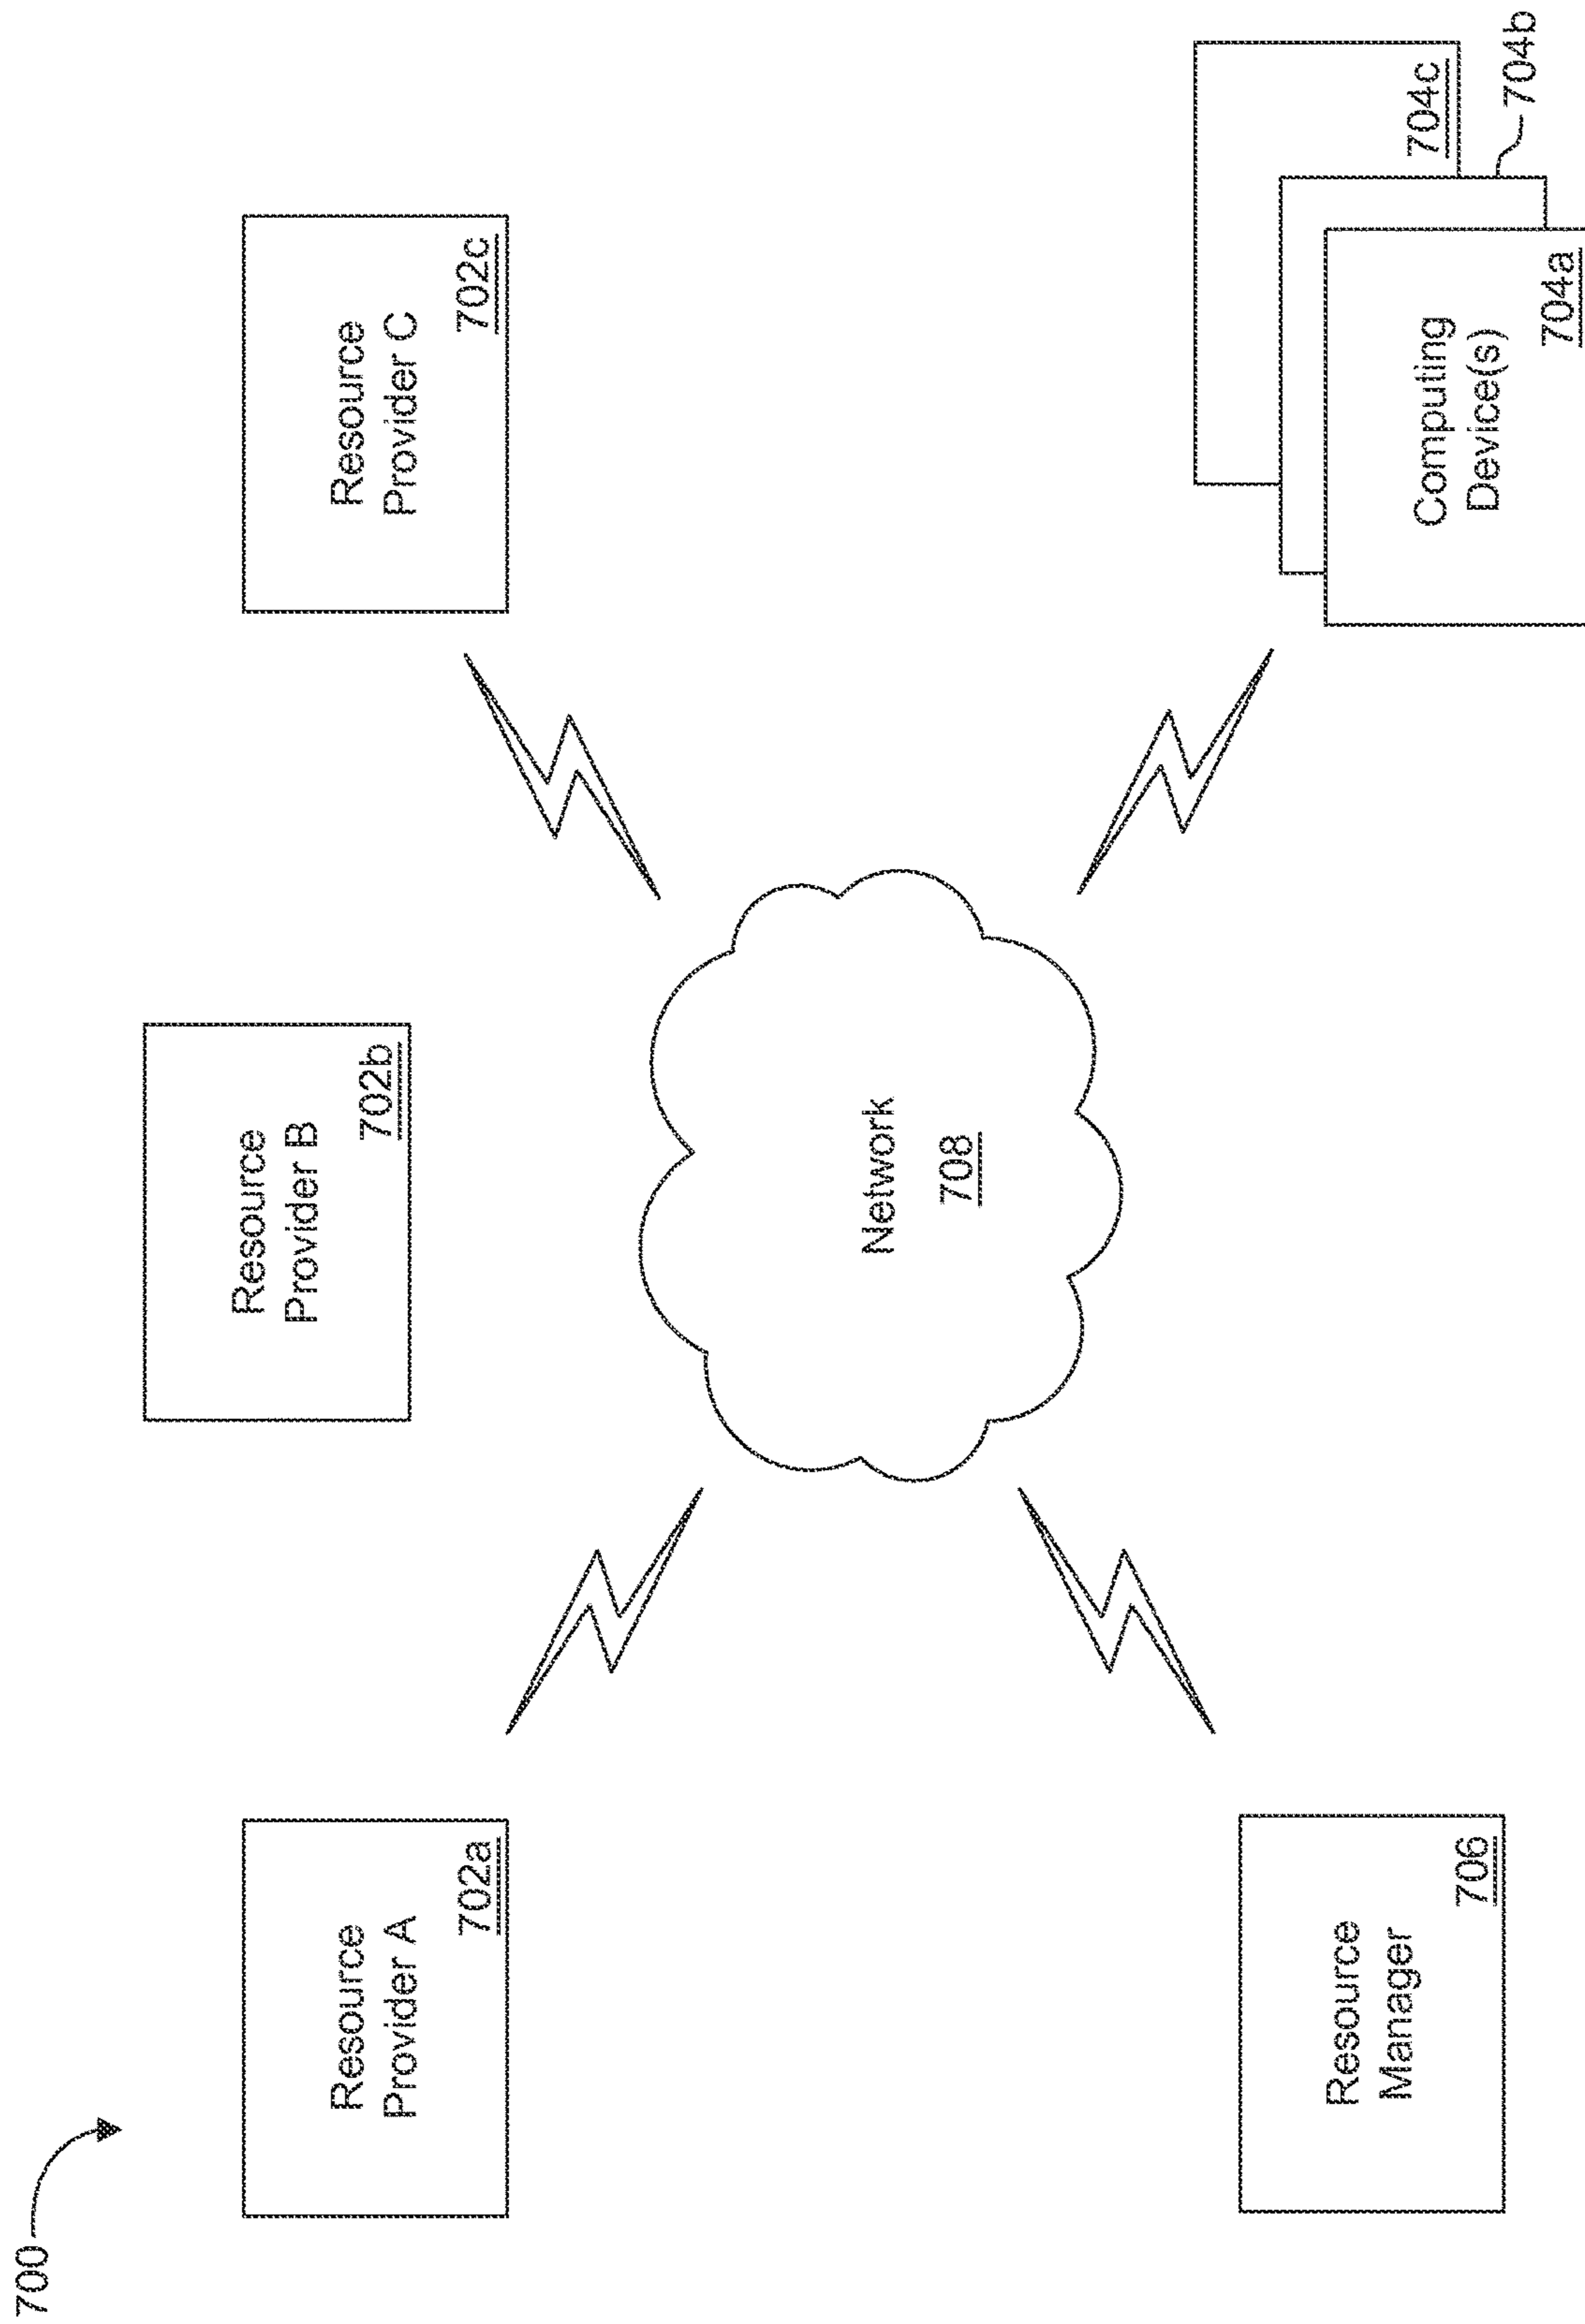 700
Resource
Provider B
702b
Resource
Provider A
702a
Resource
Provider C
702c
Network
708
Resource
Manager
706
704c
704b
Computing
Device(s)
704a